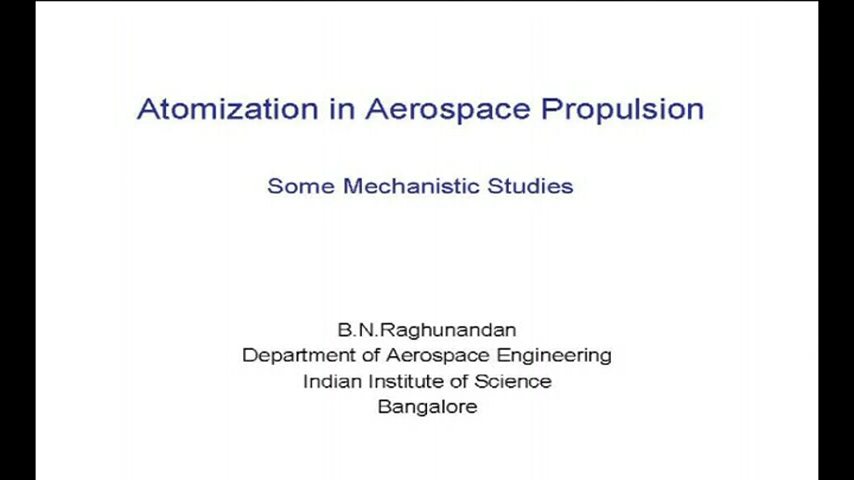 Atomization in Aerospace Propulsion
Some Mechanistic Studies
B.N.Raghunandan
Department of Aerospace Engineering
Indian Institute of Science
Bangalore